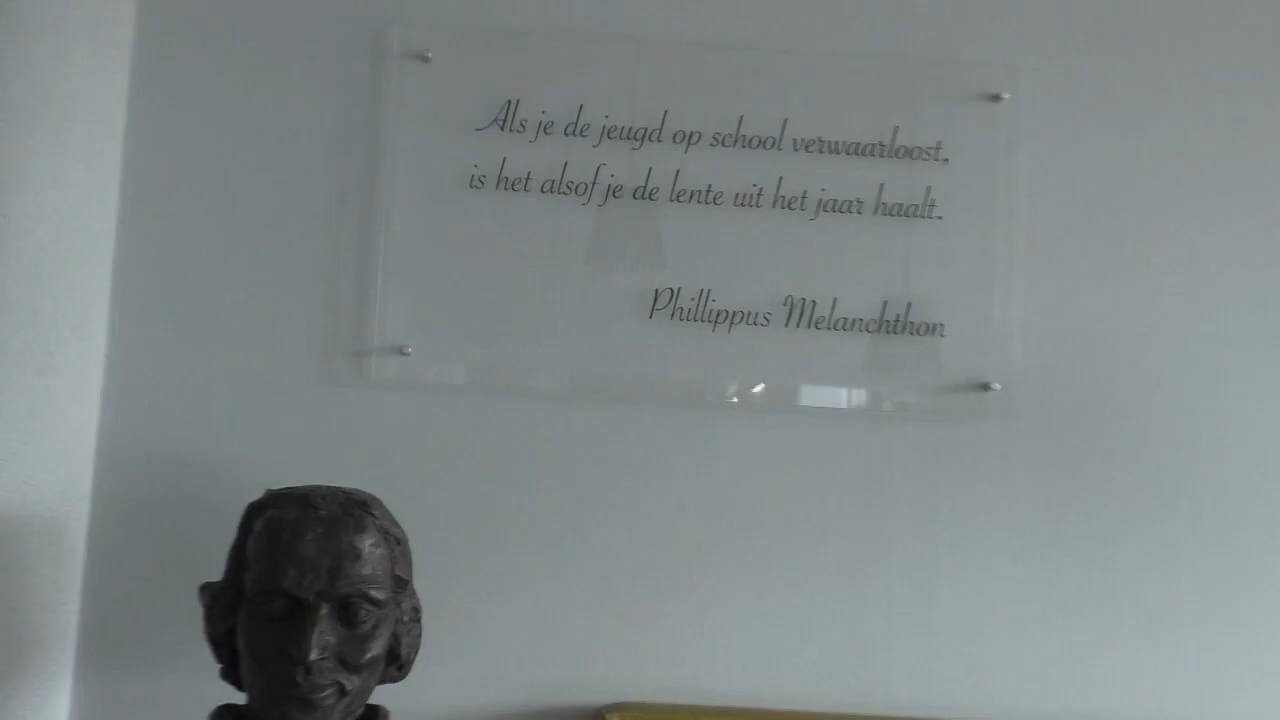 Als je de jeugd op school verwaarloost,
is het alsof je de lente uit het jaar haalt.
Phillippus Melanchthon